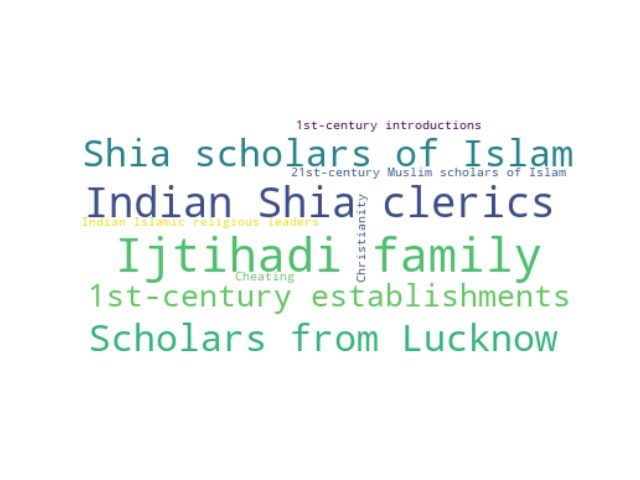 1st-century introductions
Shia scholars of Islam
21st-century Muslim scholars of Islam
Indian Shia clerics
Indian Islamic religious leaders
Christianity
Ijtihadi family
Cheating
1st-century establishments
Scholars from Lucknow